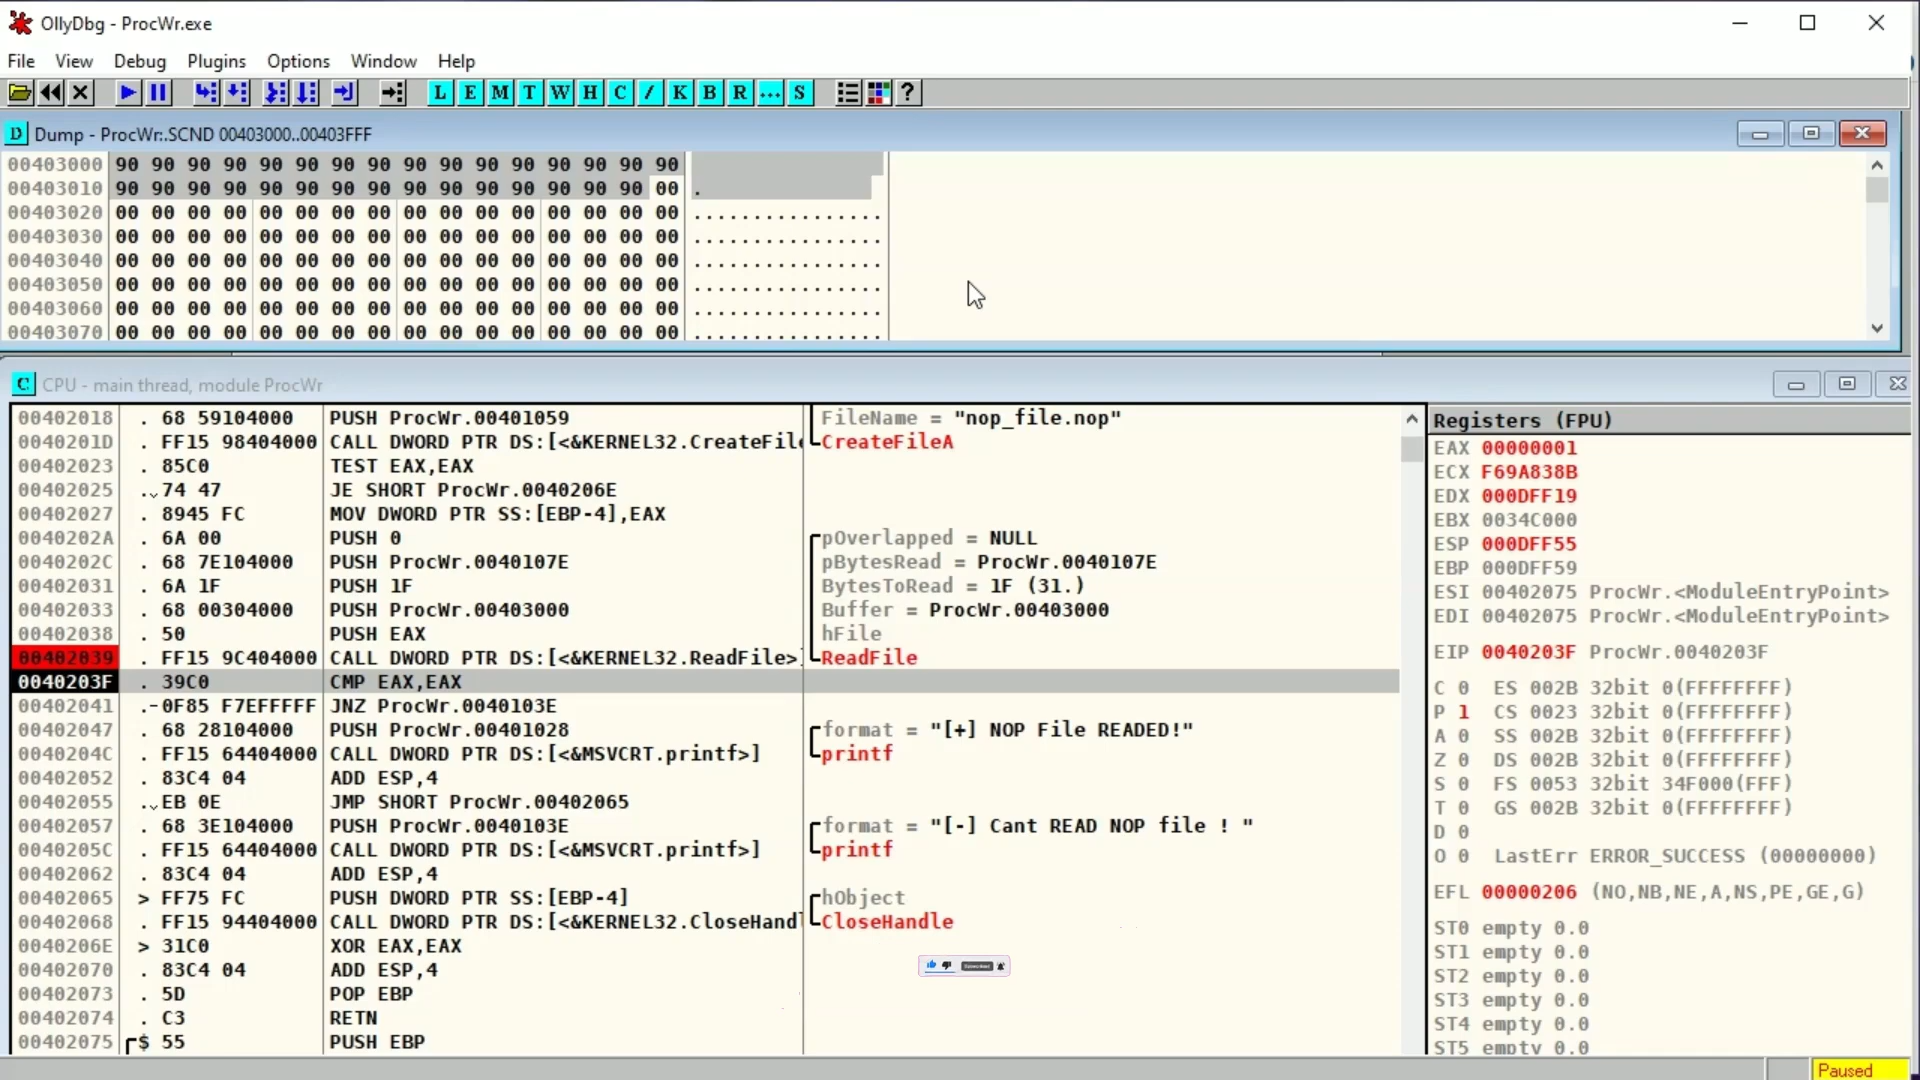 OllyDbg - ProcWr.exe
File View Debug Plugins Options Window Help
L E M T W H C / K B R ... S ?
D Dump - ProcWr:.SCND 00403000..00403FFF
00403000 90 90 90 90 90 90 90 90 90 90 90 90 90 90 90 90
00403010 90 90 90 90 90 90 90 90 90 90 90 90 90 90 90 00 .
00403020 00 00 00 00 00 00 00 00 00 00 00 00 00 00 00 00 ................
00403030 00 00 00 00 00 00 00 00 00 00 00 00 00 00 00 00 ................
00403040 00 00 00 00 00 00 00 00 00 00 00 00 00 00 00 00 ................
00403050 00 00 00 00 00 00 00 00 00 00 00 00 00 00 00 00 ................
00403060 00 00 00 00 00 00 00 00 00 00 00 00 00 00 00 00 ................
00403070 00 00 00 00 00 00 00 00 00 00 00 00 00 00 00 00 ................
C CPU - main thread, module ProcWr
00402018 . 68 59104000 PUSH ProcWr.00401059 FileName = "nop_file.nop"
0040201D . FF15 98404000 CALL DWORD PTR DS:[<&KERNEL32.CreateFile CreateFileA
00402023 . 85C0 TEST EAX,EAX
00402025 .v 74 47 JE SHORT ProcWr.0040206E
00402027 . 8945 FC MOV DWORD PTR SS:[EBP-4],EAX
0040202A . 6A 00 PUSH 0 pOverlapped = NULL
0040202C . 68 7E104000 PUSH ProcWr.0040107E pBytesRead = ProcWr.0040107E
00402031 . 6A 1F PUSH 1F BytesToRead = 1F (31.)
00402033 . 68 00304000 PUSH ProcWr.00403000 Buffer = ProcWr.00403000
00402038 . 50 PUSH EAX hFile
00402039 . FF15 9C404000 CALL DWORD PTR DS:[<&KERNEL32.ReadFile>] ReadFile
0040203F . 39C0 CMP EAX,EAX
00402041 .-0F85 F7EFFFFF JNZ ProcWr.0040103E
00402047 . 68 28104000 PUSH ProcWr.00401028 format = "[+] NOP File READED!"
0040204C . FF15 64404000 CALL DWORD PTR DS:[<&MSVCRT.printf>] printf
00402052 . 83C4 04 ADD ESP,4
00402055 .v EB 0E JMP SHORT ProcWr.00402065
00402057 . 68 3E104000 PUSH ProcWr.0040103E format = "[-] Cant READ NOP file ! "
0040205C . FF15 64404000 CALL DWORD PTR DS:[<&MSVCRT.printf>] printf
00402062 . 83C4 04 ADD ESP,4
00402065 > FF75 FC PUSH DWORD PTR SS:[EBP-4] hObject
00402068 . FF15 94404000 CALL DWORD PTR DS:[<&KERNEL32.CloseHandl CloseHandle
0040206E > 31C0 XOR EAX,EAX
00402070 . 83C4 04 ADD ESP,4
00402073 . 5D POP EBP
00402074 . C3 RETN
00402075 $ 55 PUSH EBP
Registers (FPU)
EAX 00000001
ECX F69A838B
EDX 000DFF19
EBX 0034C000
ESP 000DFF55
EBP 000DFF59
ESI 00402075 ProcWr.<ModuleEntryPoint>
EDI 00402075 ProcWr.<ModuleEntryPoint>
EIP 0040203F ProcWr.0040203F
C 0 ES 002B 32bit 0(FFFFFFFF)
P 1 CS 0023 32bit 0(FFFFFFFF)
A 0 SS 002B 32bit 0(FFFFFFFF)
Z 0 DS 002B 32bit 0(FFFFFFFF)
S 0 FS 0053 32bit 34F000(FFF)
T 0 GS 002B 32bit 0(FFFFFFFF)
D 0
O 0 LastErr ERROR_SUCCESS (00000000)
EFL 00000206 (NO,NB,NE,A,NS,PE,GE,G)
ST0 empty 0.0
ST1 empty 0.0
ST2 empty 0.0
ST3 empty 0.0
ST4 empty 0.0
ST5 empty 0.0
Paused